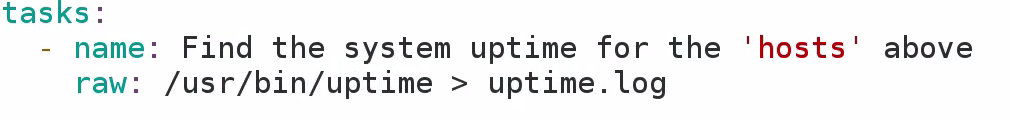 tasks:
  - name: Find the system uptime for the 'hosts' above
    raw: /usr/bin/uptime > uptime.log